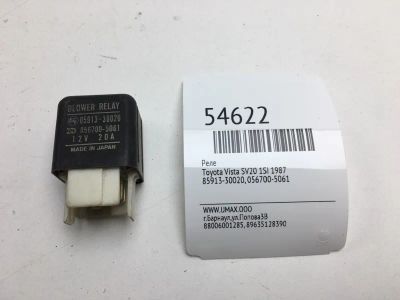 BLOWER RELAY
85913-30020
056700-5061
12V 20A
MADE IN JAPAN
54622
Реле
Toyota Vista SV20 1SI 1987
85913-30020, 056700-5061
WWW.IJMAX.OOO
г.Барнаул,ул.Попова3В
88006001285, 89635128390